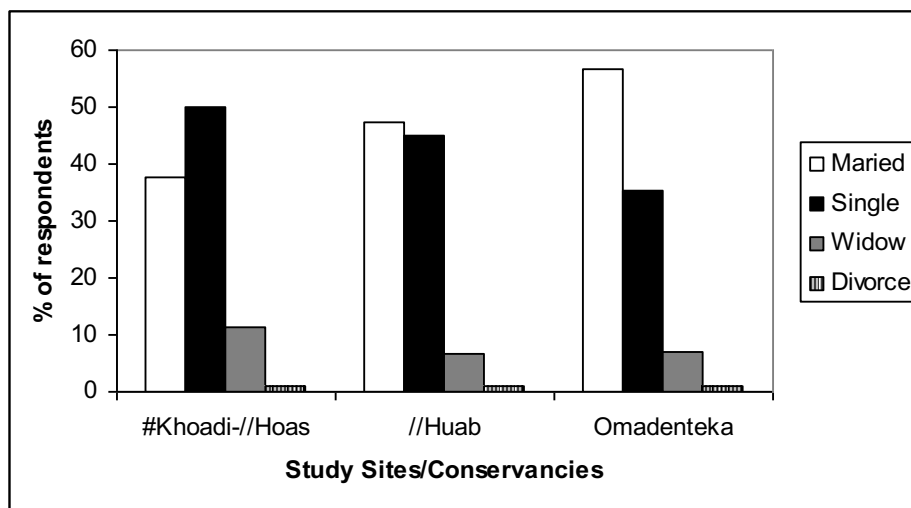 60
50
40
30
20
10
0
% of respondents
#Khoadi-//Hoas //Huab Omadenteka
Study Sites/Conservancies
Maried
Single
Widow
Divorce